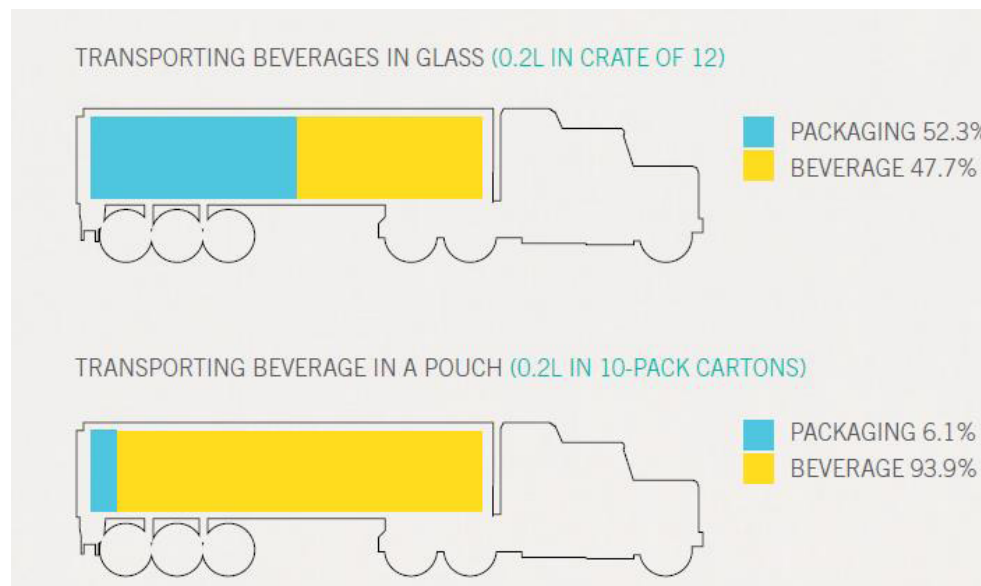 TRANSPORTING BEVERAGES IN GLASS (0.2L IN CRATE OF 12)
PACKAGING 52.3%
BEVERAGE 47.7%
TRANSPORTING BEVERAGE IN A POUCH (0.2L IN 10-PACK CARTONS)
PACKAGING 6.1%
BEVERAGE 93.9%